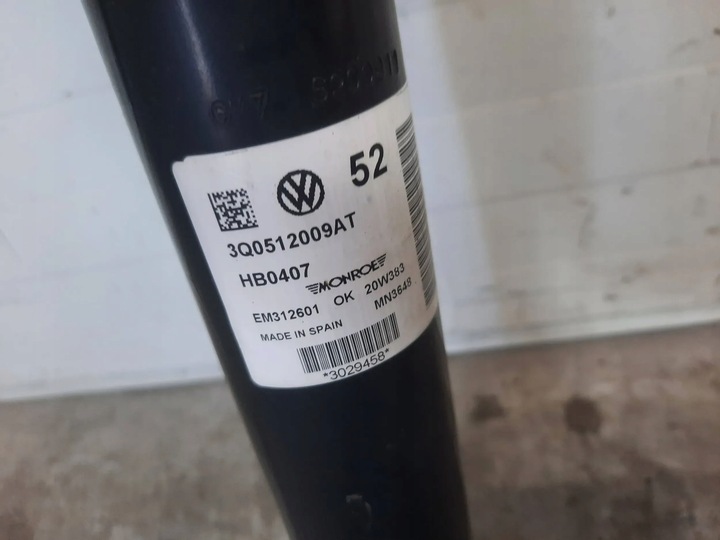 52
3Q0512009AT
HB0407
MONROE
EM312601 OK 20W383
MADE IN SPAIN MN3648
*3029458*